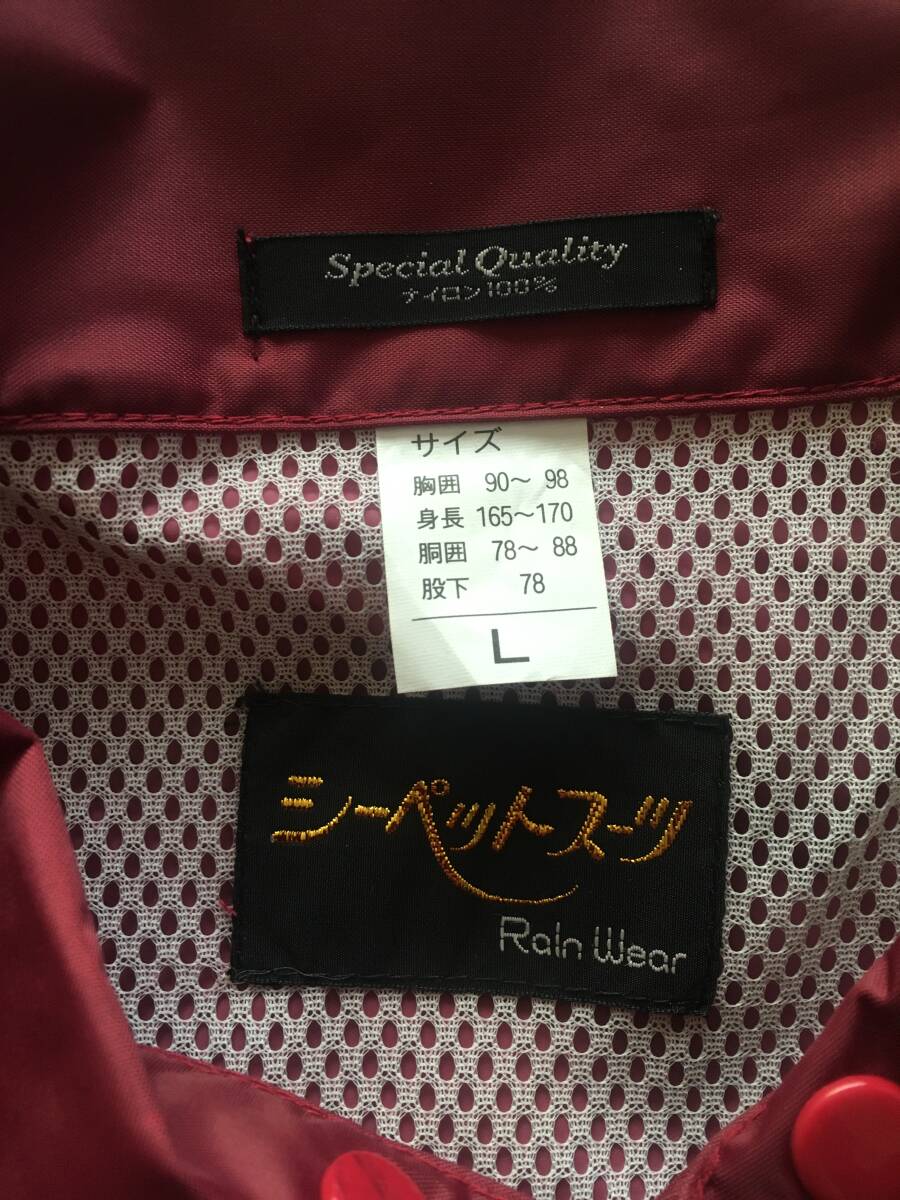 Special Quality
ナイロン100%
サイズ
胸囲 90〜 98
身長 165〜170
胴囲 78〜 88
股下 78
L
シーペットスーツ
Rain Wear